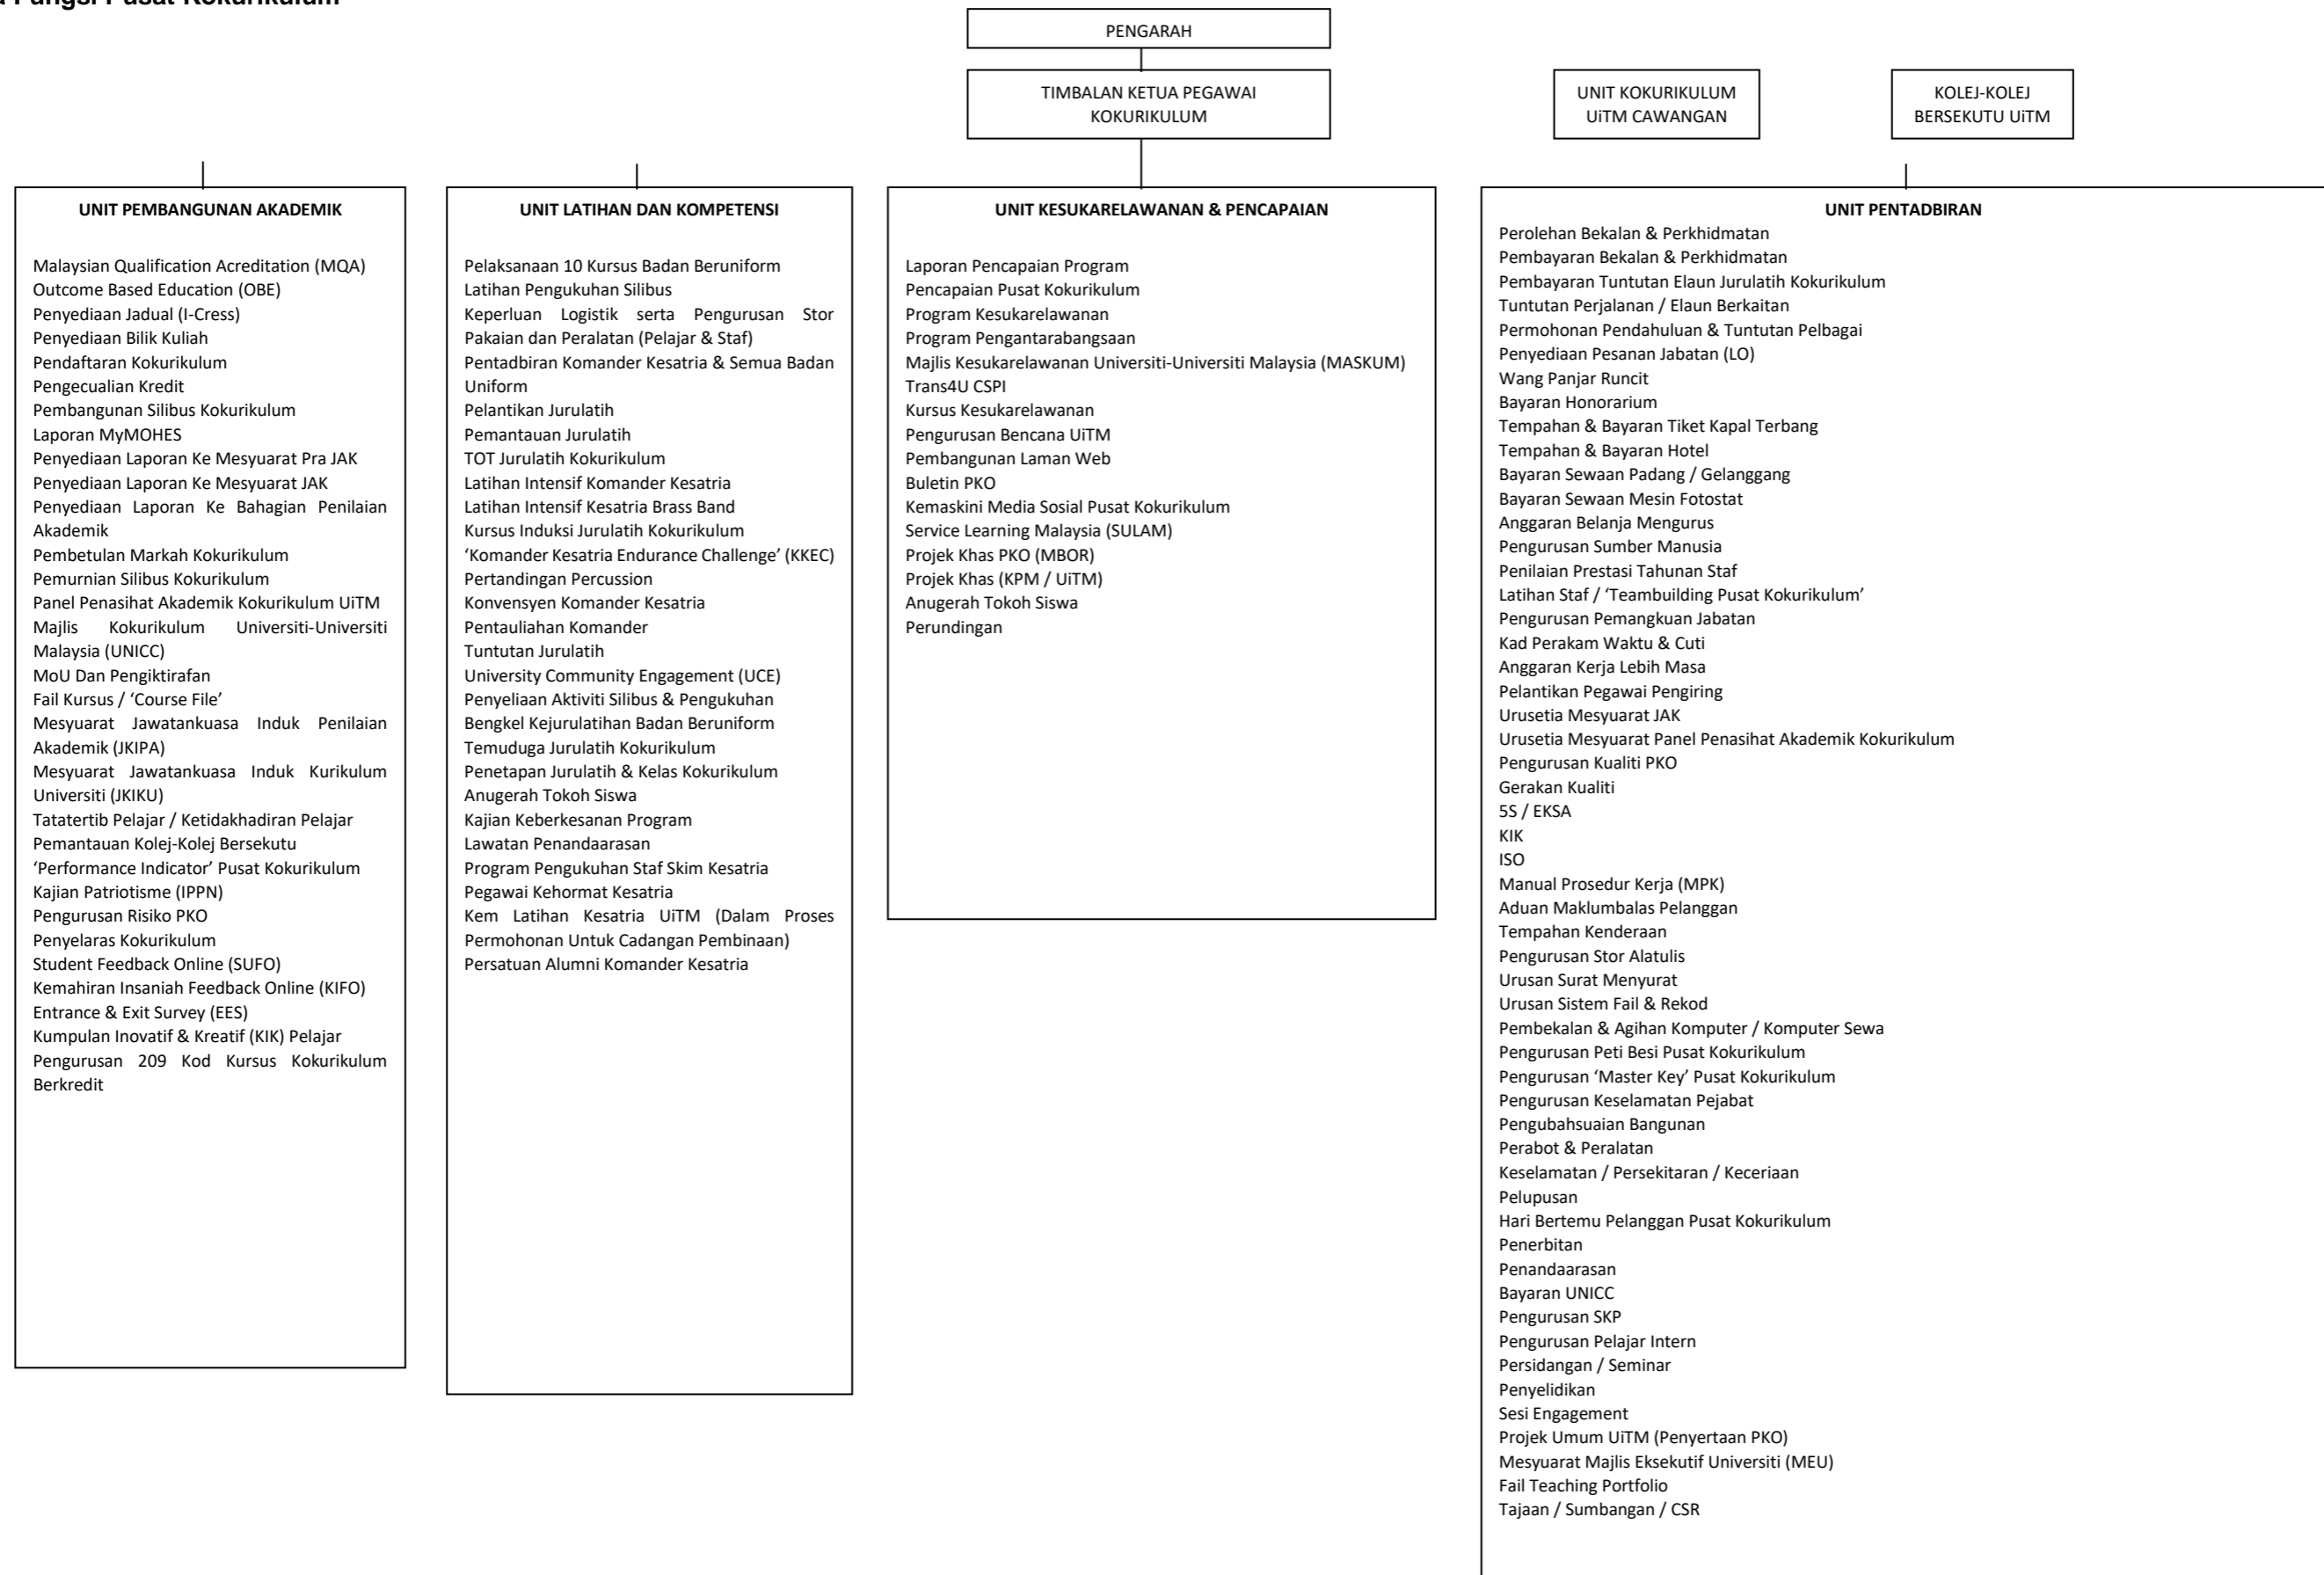 Fungsi Pusat Kokurikulum
PENGARAH
TIMBALAN KETUA PEGAWAI
KOKURIKULUM
UNIT KOKURIKULUM
UiTM CAWANGAN
KOLEJ-KOLEJ
BERSEKUTU UiTM
UNIT PEMBANGUNAN AKADEMIK
Malaysian Qualification Acreditation (MQA)
Outcome Based Education (OBE)
Penyediaan Jadual (I-Cress)
Penyediaan Bilik Kuliah
Pendaftaran Kokurikulum
Pengecualian Kredit
Pembangunan Silibus Kokurikulum
Laporan MyMOHES
Penyediaan Laporan Ke Mesyuarat Pra JAK
Penyediaan Laporan Ke Mesyuarat JAK
Penyediaan Laporan Ke Bahagian Penilaian
Akademik
Pembetulan Markah Kokurikulum
Pemurnian Silibus Kokurikulum
Panel Penasihat Akademik Kokurikulum UiTM
Majlis Kokurikulum Universiti-Universiti
Malaysia (UNICC)
MoU Dan Pengiktirafan
Fail Kursus / ‘Course File’
Mesyuarat Jawatankuasa Induk Penilaian
Akademik (JKIPA)
Mesyuarat Jawatankuasa Induk Kurikulum
Universiti (JKIKU)
Tatatertib Pelajar / Ketidakhadiran Pelajar
Pemantauan Kolej-Kolej Bersekutu
‘Performance Indicator’ Pusat Kokurikulum
Kajian Patriotisme (IPPN)
Pengurusan Risiko PKO
Penyelaras Kokurikulum
Student Feedback Online (SUFO)
Kemahiran Insaniah Feedback Online (KIFO)
Entrance & Exit Survey (EES)
Kumpulan Inovatif & Kreatif (KIK) Pelajar
Pengurusan 209 Kod Kursus Kokurikulum
Berkredit
UNIT LATIHAN DAN KOMPETENSI
Pelaksanaan 10 Kursus Badan Beruniform
Latihan Pengukuhan Silibus
Keperluan Logistik serta Pengurusan Stor
Pakaian dan Peralatan (Pelajar & Staf)
Pentadbiran Komander Kesatria & Semua Badan
Uniform
Pelantikan Jurulatih
Pemantauan Jurulatih
TOT Jurulatih Kokurikulum
Latihan Intensif Komander Kesatria
Latihan Intensif Kesatria Brass Band
Kursus Induksi Jurulatih Kokurikulum
‘Komander Kesatria Endurance Challenge’ (KKEC)
Pertandingan Percussion
Konvensyen Komander Kesatria
Pentauliahan Komander
Tuntutan Jurulatih
University Community Engagement (UCE)
Penyeliaan Aktiviti Silibus & Pengukuhan
Bengkel Kejurulatihan Badan Beruniform
Temuduga Jurulatih Kokurikulum
Penetapan Jurulatih & Kelas Kokurikulum
Anugerah Tokoh Siswa
Kajian Keberkesanan Program
Lawatan Penandaarasan
Program Pengukuhan Staf Skim Kesatria
Pegawai Kehormat Kesatria
Kem Latihan Kesatria UiTM (Dalam Proses
Permohonan Untuk Cadangan Pembinaan)
Persatuan Alumni Komander Kesatria
UNIT KESUKARELAWANAN & PENCAPAIAN
Laporan Pencapaian Program
Pencapaian Pusat Kokurikulum
Program Kesukarelawanan
Program Pengantarabangsaan
Majlis Kesukarelawanan Universiti-Universiti Malaysia (MASKUM)
Trans4U CSPI
Kursus Kesukarelawanan
Pengurusan Bencana UiTM
Pembangunan Laman Web
Buletin PKO
Kemaskini Media Sosial Pusat Kokurikulum
Service Learning Malaysia (SULAM)
Projek Khas PKO (MBOR)
Projek Khas (KPM / UiTM)
Anugerah Tokoh Siswa
Perundingan
UNIT PENTADBIRAN
Perolehan Bekalan & Perkhidmatan
Pembayaran Bekalan & Perkhidmatan
Pembayaran Tuntutan Elaun Jurulatih Kokurikulum
Tuntutan Perjalanan / Elaun Berkaitan
Permohonan Pendahuluan & Tuntutan Pelbagai
Penyediaan Pesanan Jabatan (LO)
Wang Panjar Runcit
Bayaran Honorarium
Tempahan & Bayaran Tiket Kapal Terbang
Tempahan & Bayaran Hotel
Bayaran Sewaan Padang / Gelanggang
Bayaran Sewaan Mesin Fotostat
Anggaran Belanja Mengurus
Pengurusan Sumber Manusia
Penilaian Prestasi Tahunan Staf
Latihan Staf / ‘Teambuilding Pusat Kokurikulum’
Pengurusan Pemangkuan Jabatan
Kad Perakam Waktu & Cuti
Anggaran Kerja Lebih Masa
Pelantikan Pegawai Pengiring
Urusetia Mesyuarat JAK
Urusetia Mesyuarat Panel Penasihat Akademik Kokurikulum
Pengurusan Kualiti PKO
Gerakan Kualiti
5S / EKSA
KIK
ISO
Manual Prosedur Kerja (MPK)
Aduan Maklumbalas Pelanggan
Tempahan Kenderaan
Pengurusan Stor Alatulis
Urusan Surat Menyurat
Urusan Sistem Fail & Rekod
Pembekalan & Agihan Komputer / Komputer Sewa
Pengurusan Peti Besi Pusat Kokurikulum
Pengurusan ‘Master Key’ Pusat Kokurikulum
Pengurusan Keselamatan Pejabat
Pengubahsuaian Bangunan
Perabot & Peralatan
Keselamatan / Persekitaran / Keceriaan
Pelupusan
Hari Bertemu Pelanggan Pusat Kokurikulum
Penerbitan
Penandaarasan
Bayaran UNICC
Pengurusan SKP
Pengurusan Pelajar Intern
Persidangan / Seminar
Penyelidikan
Sesi Engagement
Projek Umum UiTM (Penyertaan PKO)
Mesyuarat Majlis Eksekutif Universiti (MEU)
Fail Teaching Portfolio
Tajaan / Sumbangan / CSR